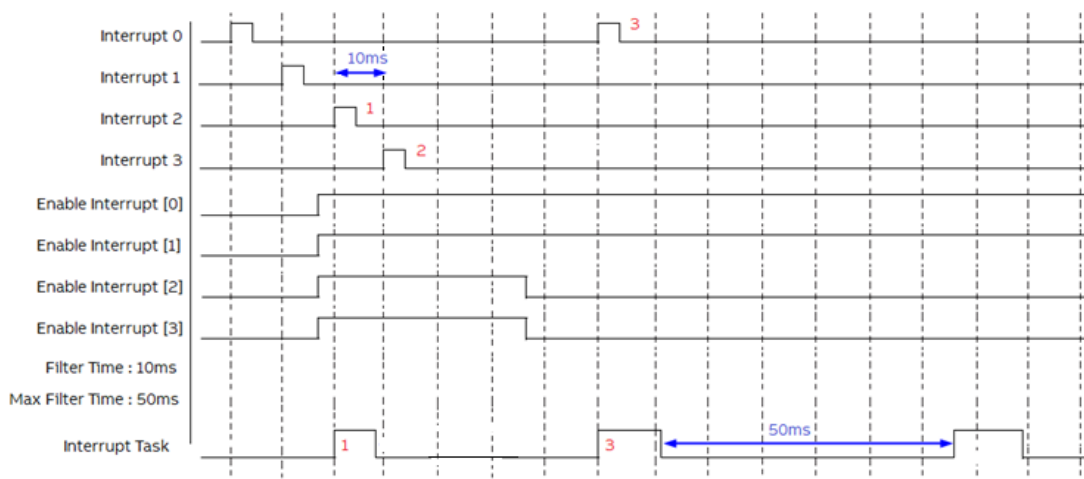 Interrupt 0
3
Interrupt 1
10ms
Interrupt 2
1
Interrupt 3
2
Enable Interrupt [0]
Enable Interrupt [1]
Enable Interrupt [2]
Enable Interrupt [3]
Filter Time : 10ms
Max Filter Time : 50ms
Interrupt Task
1
3
50ms